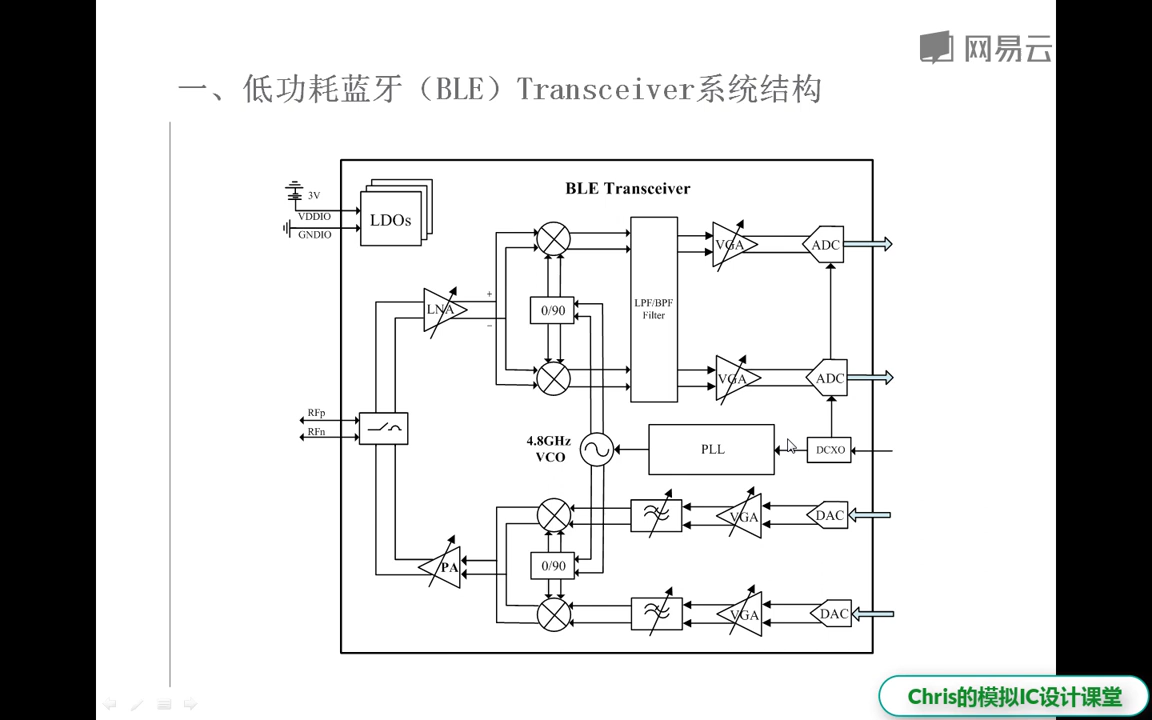 网易云
一、低功耗蓝牙（BLE）Transceiver系统结构
BLE Transceiver
3V
VDDIO
GNDIO
LDOs
VGA
ADC
LNA
+
−
0/90
LPF/BPF
Filter
VGA
ADC
RFp
RFn
4.8GHz
VCO
PLL
DCXO
VGA
DAC
PA
0/90
VGA
DAC
Chris的模拟IC设计课堂